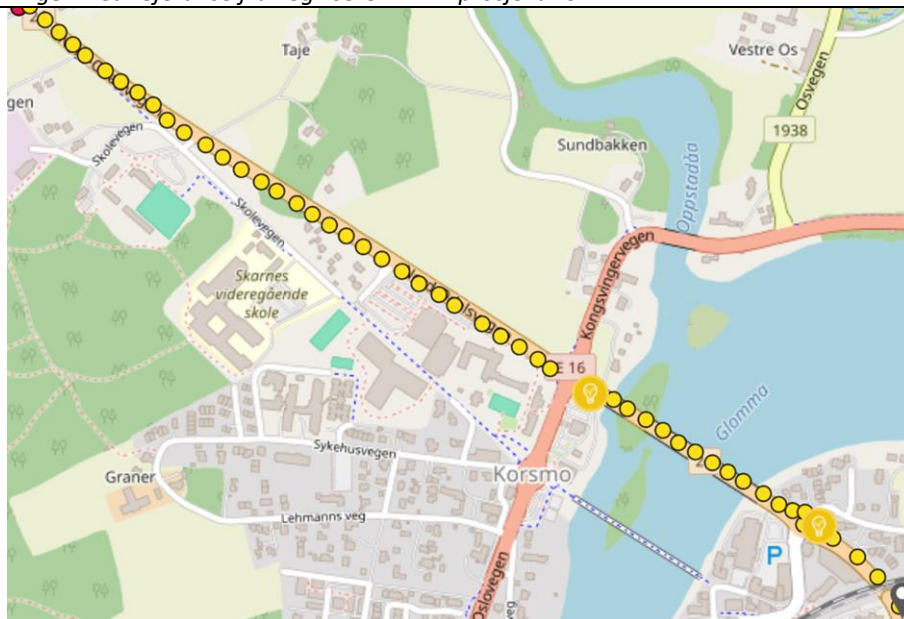 Taje
Vestre Os
Osvegen
gen
1938
Skolevegen
Sundbakken
Oppstadåa
Skolevegen
Kongsvingervegen
Skarnes
videregående
skole
E 16
Glomma
Sykehusvegen
Korsmo
Graner
Lehmanns veg
P
Oslovegen
veg